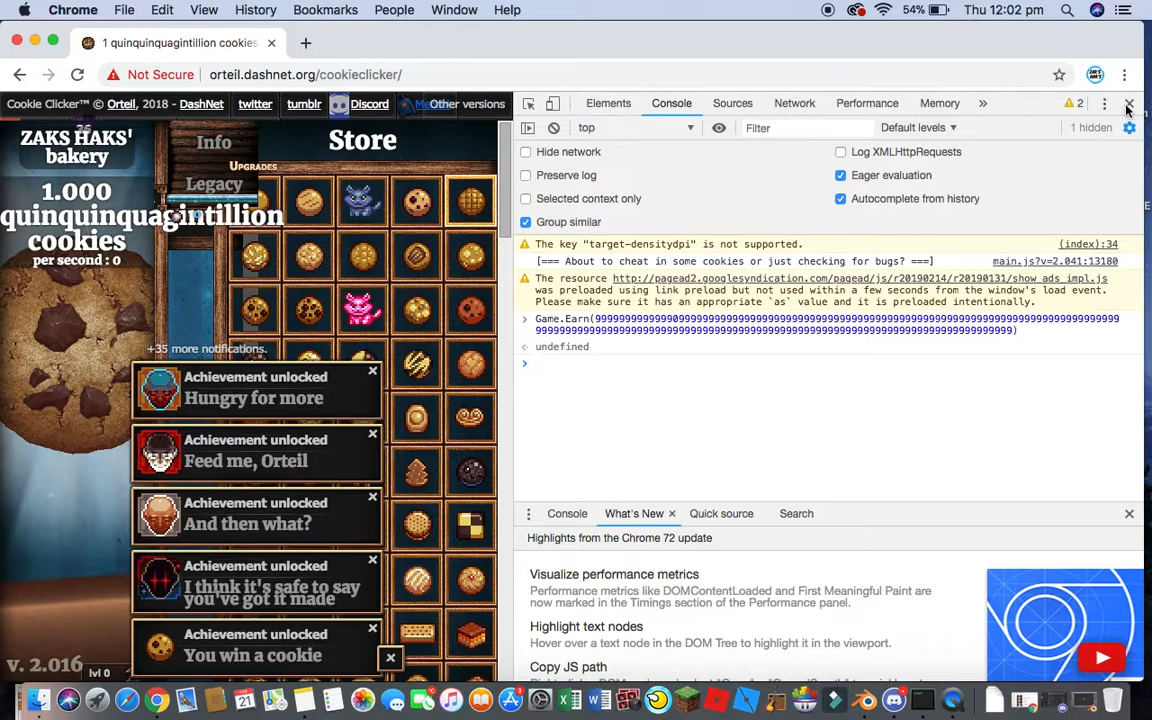 Chrome File Edit View History Bookmarks People Window Help 54% Thu 12:02 pm
1 quinquinquagintillion cookies
Not Secure orteil.dashnet.org/cookieclicker/
Cookie Clicker™ © Orteil, 2018 - DashNet twitter tumblr Discord Other versions
ZAKS HAKS' bakery
1.000
quinquinquagintillion
cookies
per second : 0
Info
Legacy
Store
Upgrades
+35 more notifications.
Achievement unlocked
Hungry for more
Achievement unlocked
Feed me, Orteil
Achievement unlocked
And then what?
Achievement unlocked
I think it's safe to say
you've got it made
Achievement unlocked
You win a cookie
v. 2.016
lvl 0
Elements Console Sources Network Performance Memory » 2
top Filter Default levels 1 hidden
Hide network Log XMLHttpRequests
Preserve log Eager evaluation
Selected context only Autocomplete from history
Group similar
The key "target-densitydpi" is not supported. (index):34
[=== About to cheat in some cookies or just checking for bugs? ===] main.js?v=2.041:13180
The resource http://pagead2.googlesyndication.com/pagead/js/r20190214/r20190131/show_ads_impl.js
was preloaded using link preload but not used within a few seconds from the window's load event.
Please make sure it has an appropriate `as` value and it is preloaded intentionally.
Game.Earn(
undefined
Console What's New Quick source Search
Highlights from the Chrome 72 update
Visualize performance metrics
Performance metrics like DOMContentLoaded and First Meaningful Paint are
now marked in the Timings section of the Performance panel.
Highlight text nodes
Hover over a text node in the DOM Tree to highlight it in the viewport.
Copy JS path